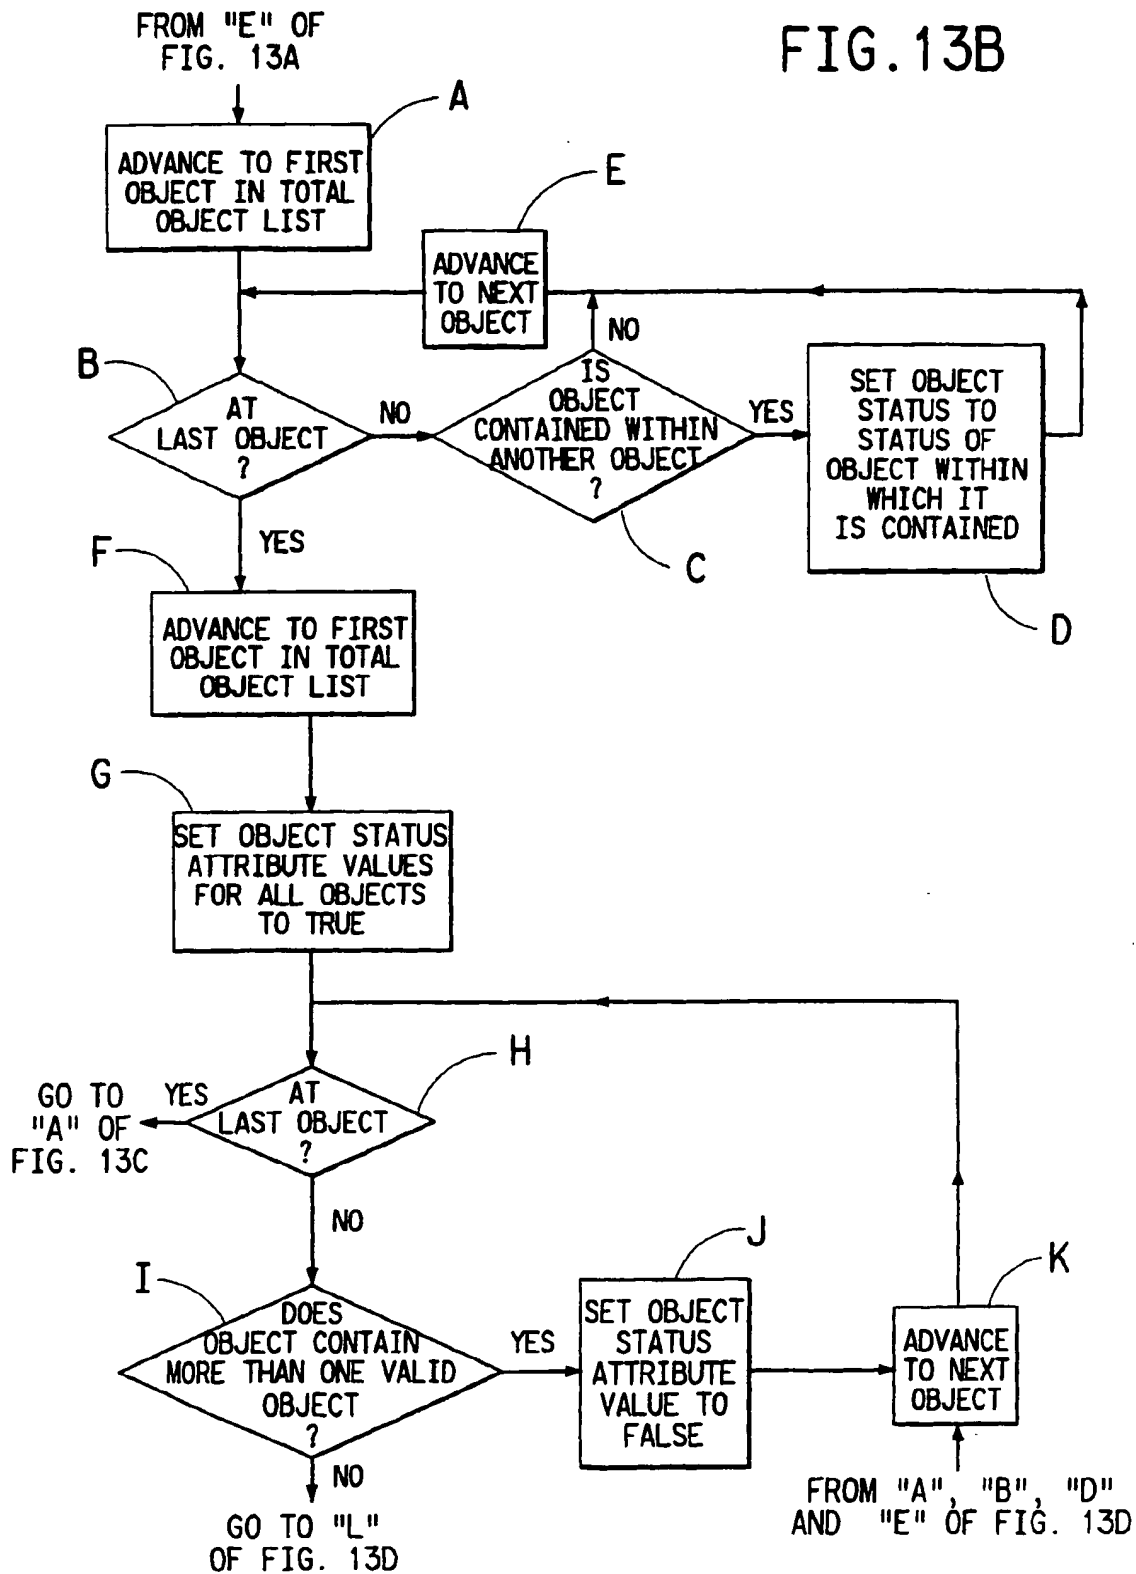 FROM "E" OF
FIG. 13A
FIG.13B
A
ADVANCE TO FIRST
OBJECT IN TOTAL
OBJECT LIST
E
ADVANCE
TO NEXT
OBJECT
NO
B
AT
LAST OBJECT
?
NO
IS
OBJECT
CONTAINED WITHIN
ANOTHER OBJECT
?
YES
SET OBJECT
STATUS TO
STATUS OF
OBJECT WITHIN
WHICH IT
IS CONTAINED
C
D
YES
F
ADVANCE TO FIRST
OBJECT IN TOTAL
OBJECT LIST
G
SET OBJECT STATUS
ATTRIBUTE VALUES
FOR ALL OBJECTS
TO TRUE
H
AT
LAST OBJECT
?
YES
GO TO
"A" OF
FIG. 13C
NO
I
DOES
OBJECT CONTAIN
MORE THAN ONE VALID
OBJECT
?
YES
J
SET OBJECT
STATUS
ATTRIBUTE
VALUE TO
FALSE
K
ADVANCE
TO NEXT
OBJECT
NO
GO TO "L"
OF FIG. 13D
FROM "A", "B", "D"
AND "E" OF FIG. 13D